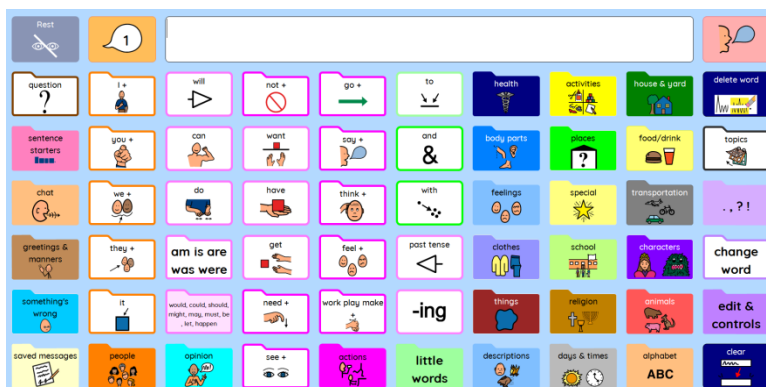 Rest
1
question
?
I +
will
not +
go +
to
health
activities
house & yard
delete word
sentence
starters
you +
can
want
say +
and
&
body parts
places
?
food/drink
topics
chat
we +
do
have
think +
with
feelings
special
transportation
. , ? !
greetings &
manners
they +
am is are
was were
get
feel +
past tense
clothes
school
characters
change
word
something's
wrong
it
would, could, should,
might, may, must, be
, let, happen
need +
work play make
+
-ing
things
religion
animals
edit &
controls
saved messages
people
opinion
see +
actions
little
words
descriptions
days & times
alphabet
ABC
clear